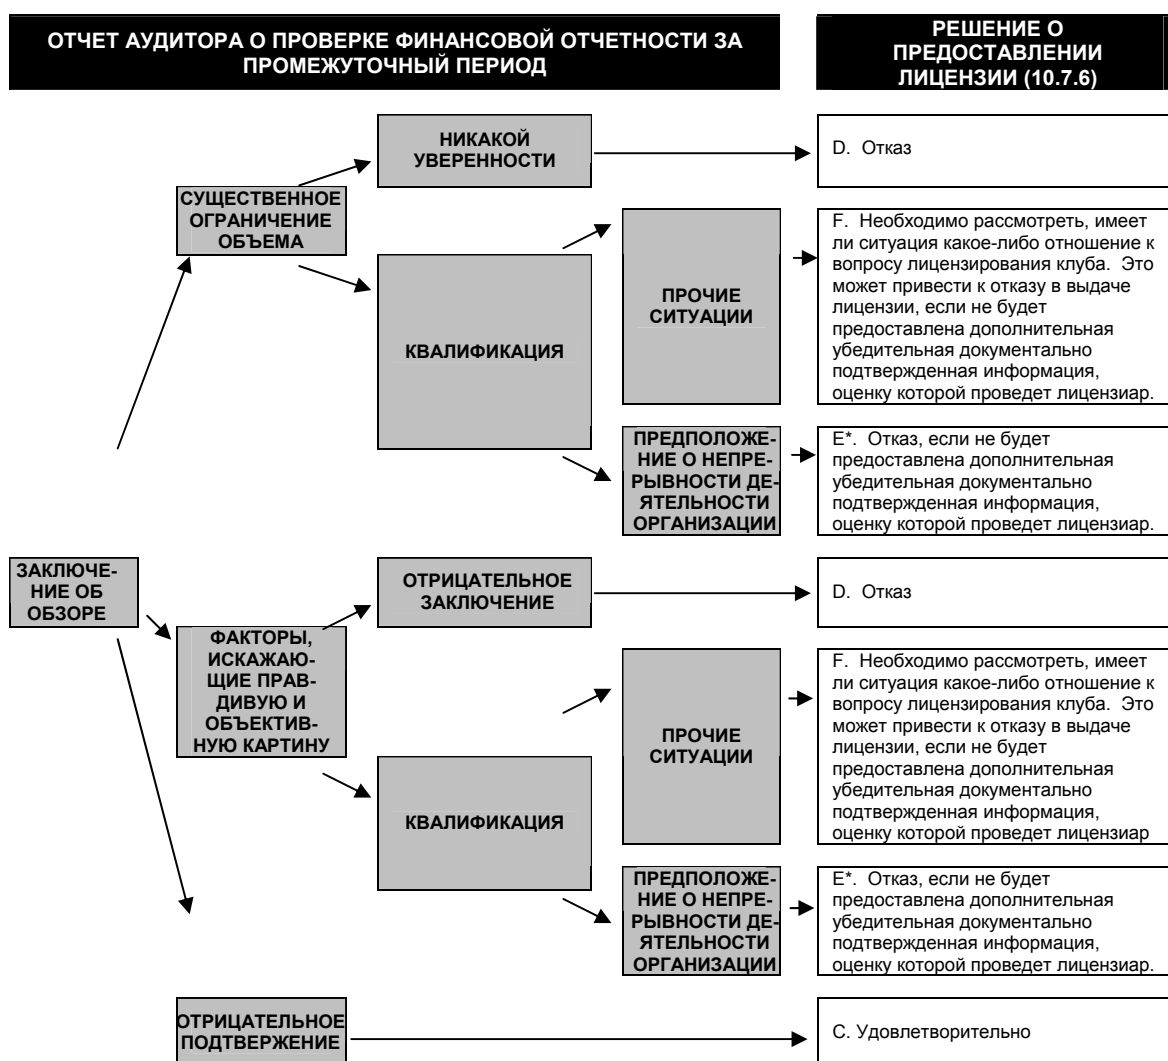 ОТЧЕТ АУДИТОРА О ПРОВЕРКЕ ФИНАНСОВОЙ ОТЧЕТНОСТИ ЗА
ПРОМЕЖУТОЧНЫЙ ПЕРИОД
РЕШЕНИЕ О
ПРЕДОСТАВЛЕНИИ
ЛИЦЕНЗИИ (10.7.6)
НИКАКОЙ
УВЕРЕННОСТИ
D. Отказ
СУЩЕСТВЕННОЕ
ОГРАНИЧЕНИЕ
ОБЪЕМА
КВАЛИФИКАЦИЯ
ПРОЧИЕ
СИТУАЦИИ
F. Необходимо рассмотреть, имеет
ли ситуация какое-либо отношение к
вопросу лицензирования клуба. Это
может привести к отказу в выдаче
лицензии, если не будет
предоставлена дополнительная
убедительная документально
подтвержденная информация,
оценку которой проведет лицензиар.
ПРЕДПОЛОЖЕ-
НИЕ О НЕПРЕ-
РЫВНОСТИ ДЕ-
ЯТЕЛЬНОСТИ
ОРГАНИЗАЦИИ
E*. Отказ, если не будет
предоставлена дополнительная
убедительная документально
подтвержденная информация,
оценку которой проведет лицензиар.
ЗАКЛЮЧЕ-
НИЕ ОБ
ОБЗОРЕ
ОТРИЦАТЕЛЬНОЕ
ЗАКЛЮЧЕНИЕ
D. Отказ
ФАКТОРЫ,
ИСКАЖАЮ-
ЩИЕ ПРАВ-
ДИВУЮ И
ОБЪЕКТИВ-
НУЮ КАРТИНУ
КВАЛИФИКАЦИЯ
ПРОЧИЕ
СИТУАЦИИ
F. Необходимо рассмотреть, имеет
ли ситуация какое-либо отношение к
вопросу лицензирования клуба. Это
может привести к отказу в выдаче
лицензии, если не будет
предоставлена дополнительная
убедительная документально
подтвержденная информация,
оценку которой проведет лицензиар
ПРЕДПОЛОЖЕ-
НИЕ О НЕПРЕ-
РЫВНОСТИ ДЕ-
ЯТЕЛЬНОСТИ
ОРГАНИЗАЦИИ
E*. Отказ, если не будет
предоставлена дополнительная
убедительная документально
подтвержденная информация,
оценку которой проведет лицензиар.
ОТРИЦАТЕЛЬНОЕ
ПОДТВЕРЖДЕНИЕ
C. Удовлетворительно